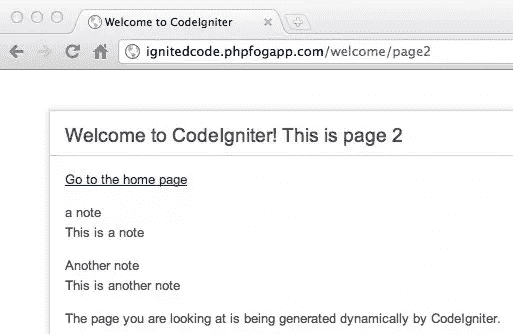 Welcome to CodeIgniter
ignitedcode.phpfogapp.com/welcome/page2
Welcome to CodeIgniter! This is page 2
Go to the home page
a note
This is a note
Another note
This is another note
The page you are looking at is being generated dynamically by CodeIgniter.